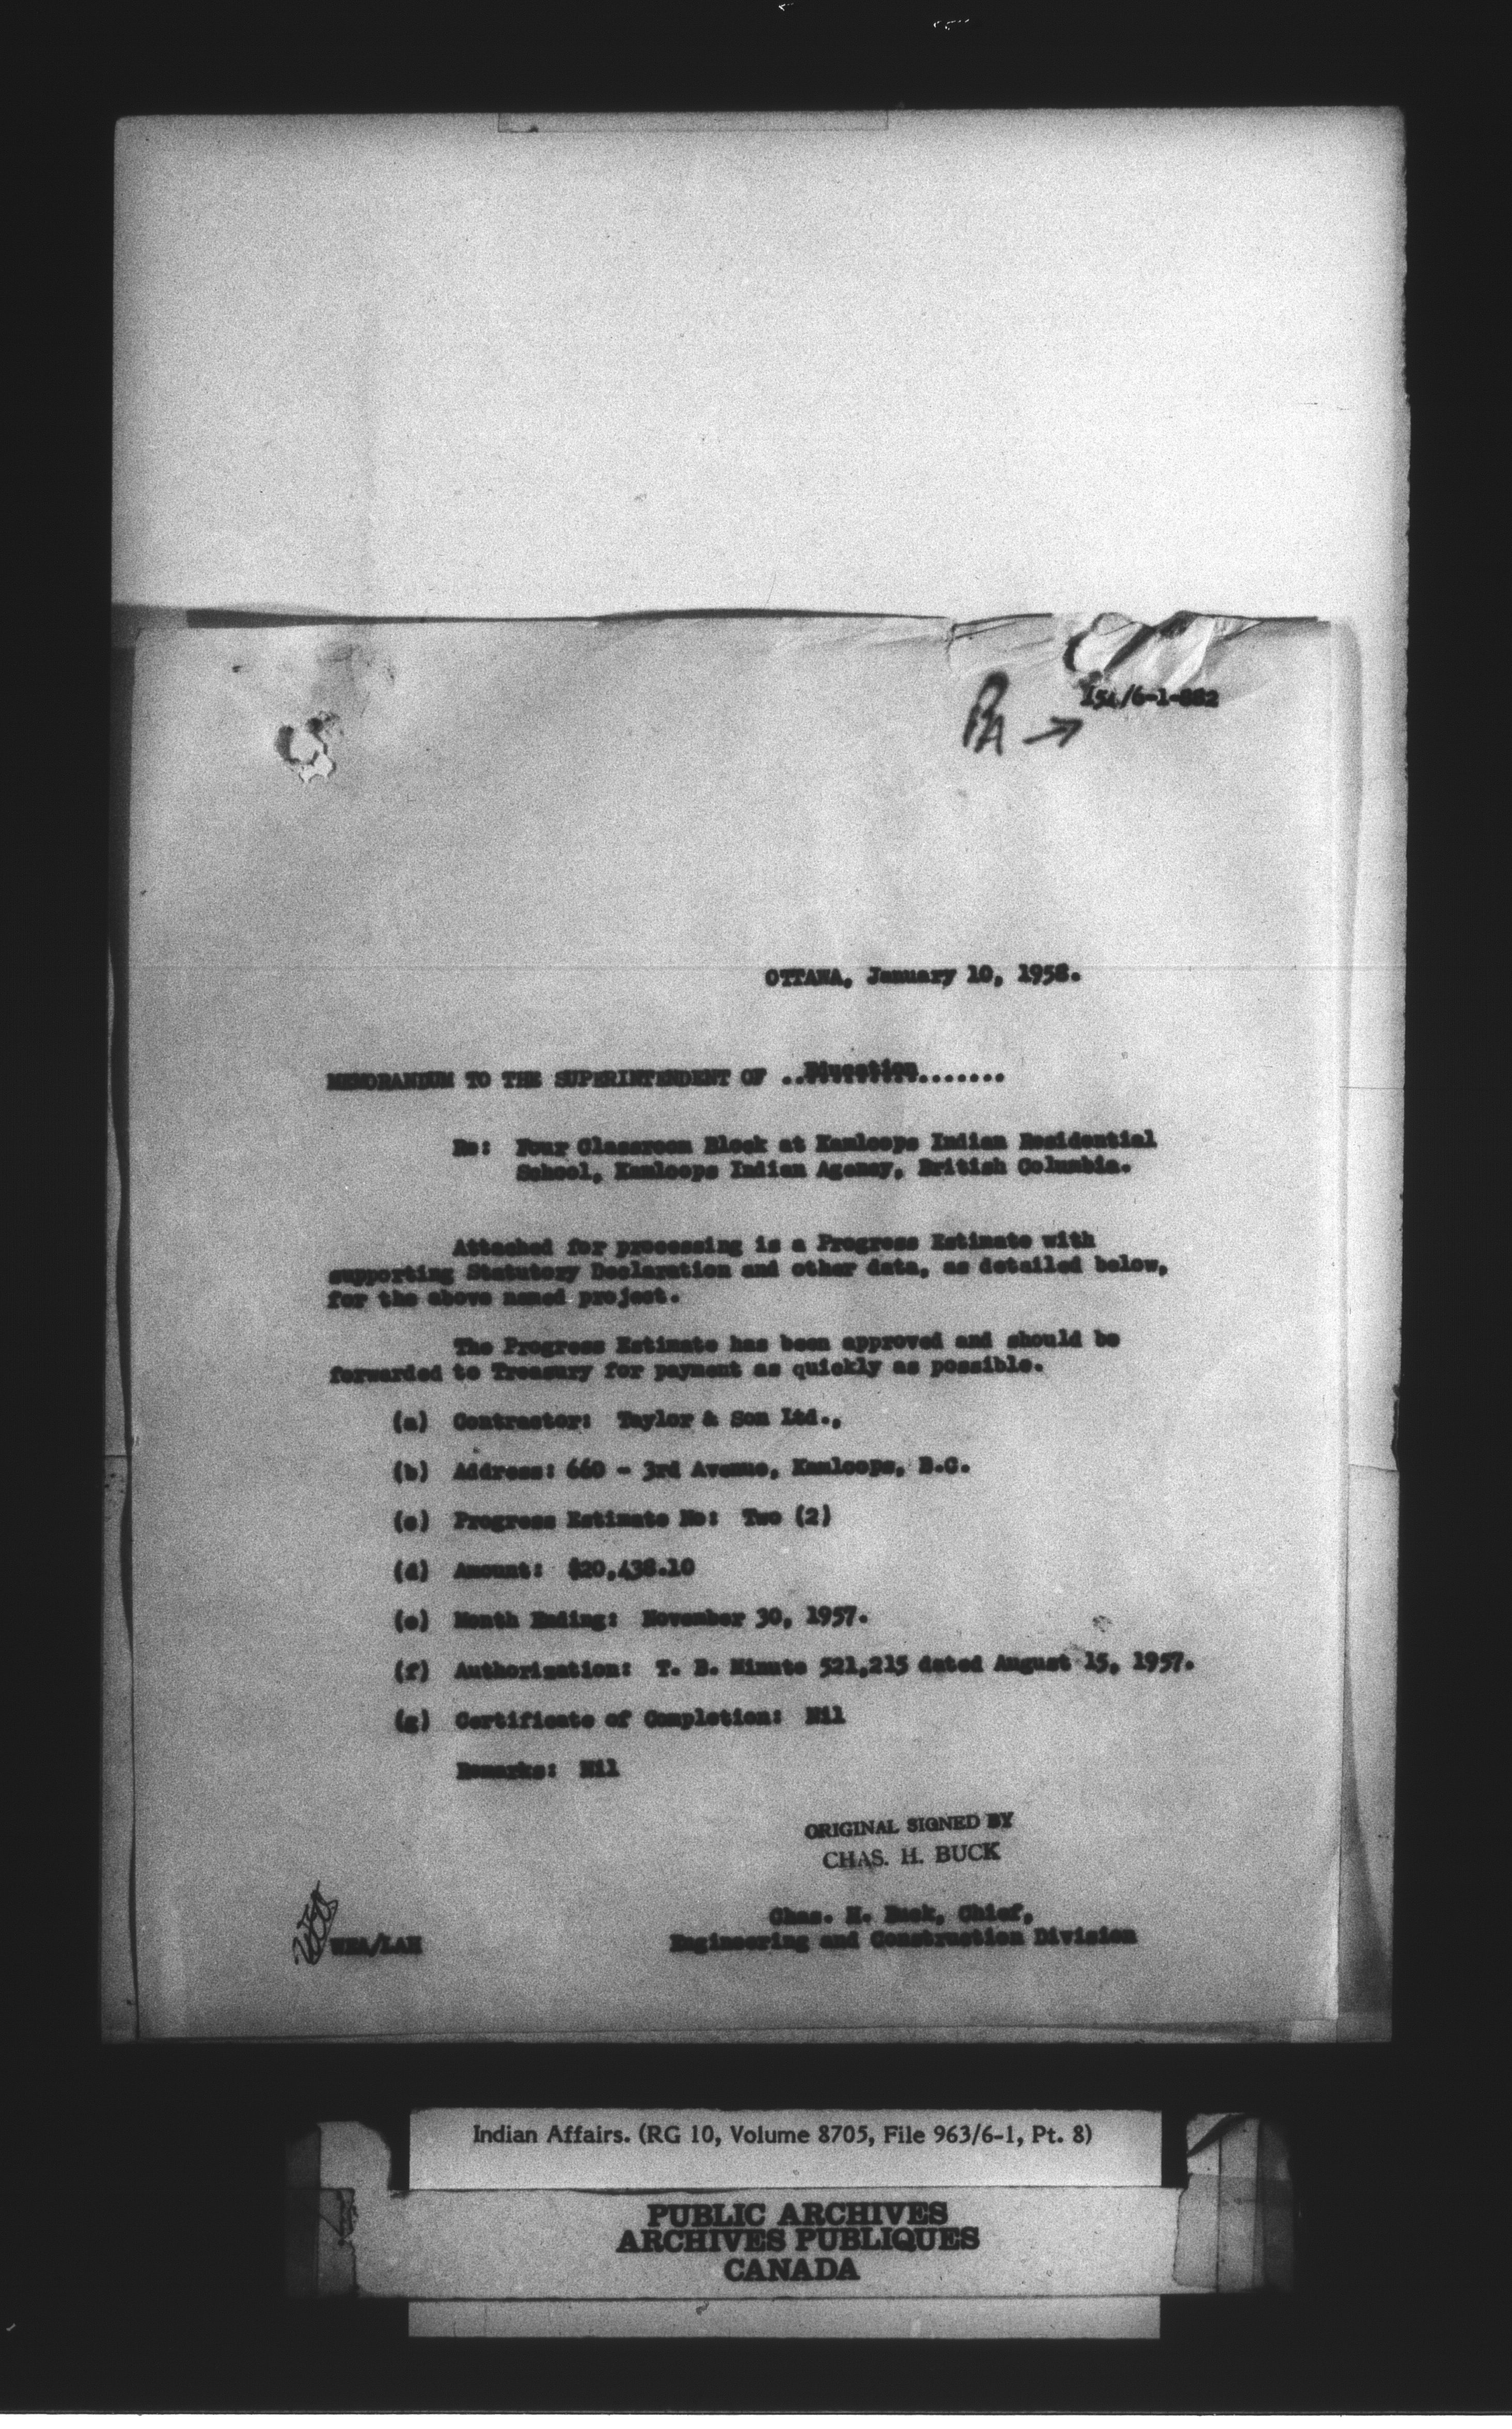 PA →
154/6-1-882
OTTAWA, January 10, 1958.
MEMORANDUM TO THE SUPERINTENDENT OF ..Education.......
Re: Four Classroom Block at Kamloops Indian Residential
School, Kamloops Indian Agency, British Columbia.
Attached for processing is a Progress Estimate with
supporting Statutory Declaration and other data, as detailed below,
for the above named project.
The Progress Estimate has been approved and should be
forwarded to Treasury for payment as quickly as possible.
(a) Contractor: Taylor & Son Ltd.,
(b) Address: 660 - 3rd Avenue, Kamloops, B.C.
(c) Progress Estimate No: Two (2)
(d) Amount: $20,438.10
(e) Month Ending: November 30, 1957.
(f) Authorization: T. B. Minute 521,215 dated August 15, 1957.
(g) Certificate of Completion: Nil
Remarks: Nil
ORIGINAL SIGNED BY
CHAS. H. BUCK
Chas. H. Buck, Chief,
Engineering and Construction Division
Indian Affairs. (RG 10, Volume 8705, File 963/6-1, Pt. 8)
PUBLIC ARCHIVES
ARCHIVES PUBLIQUES
CANADA